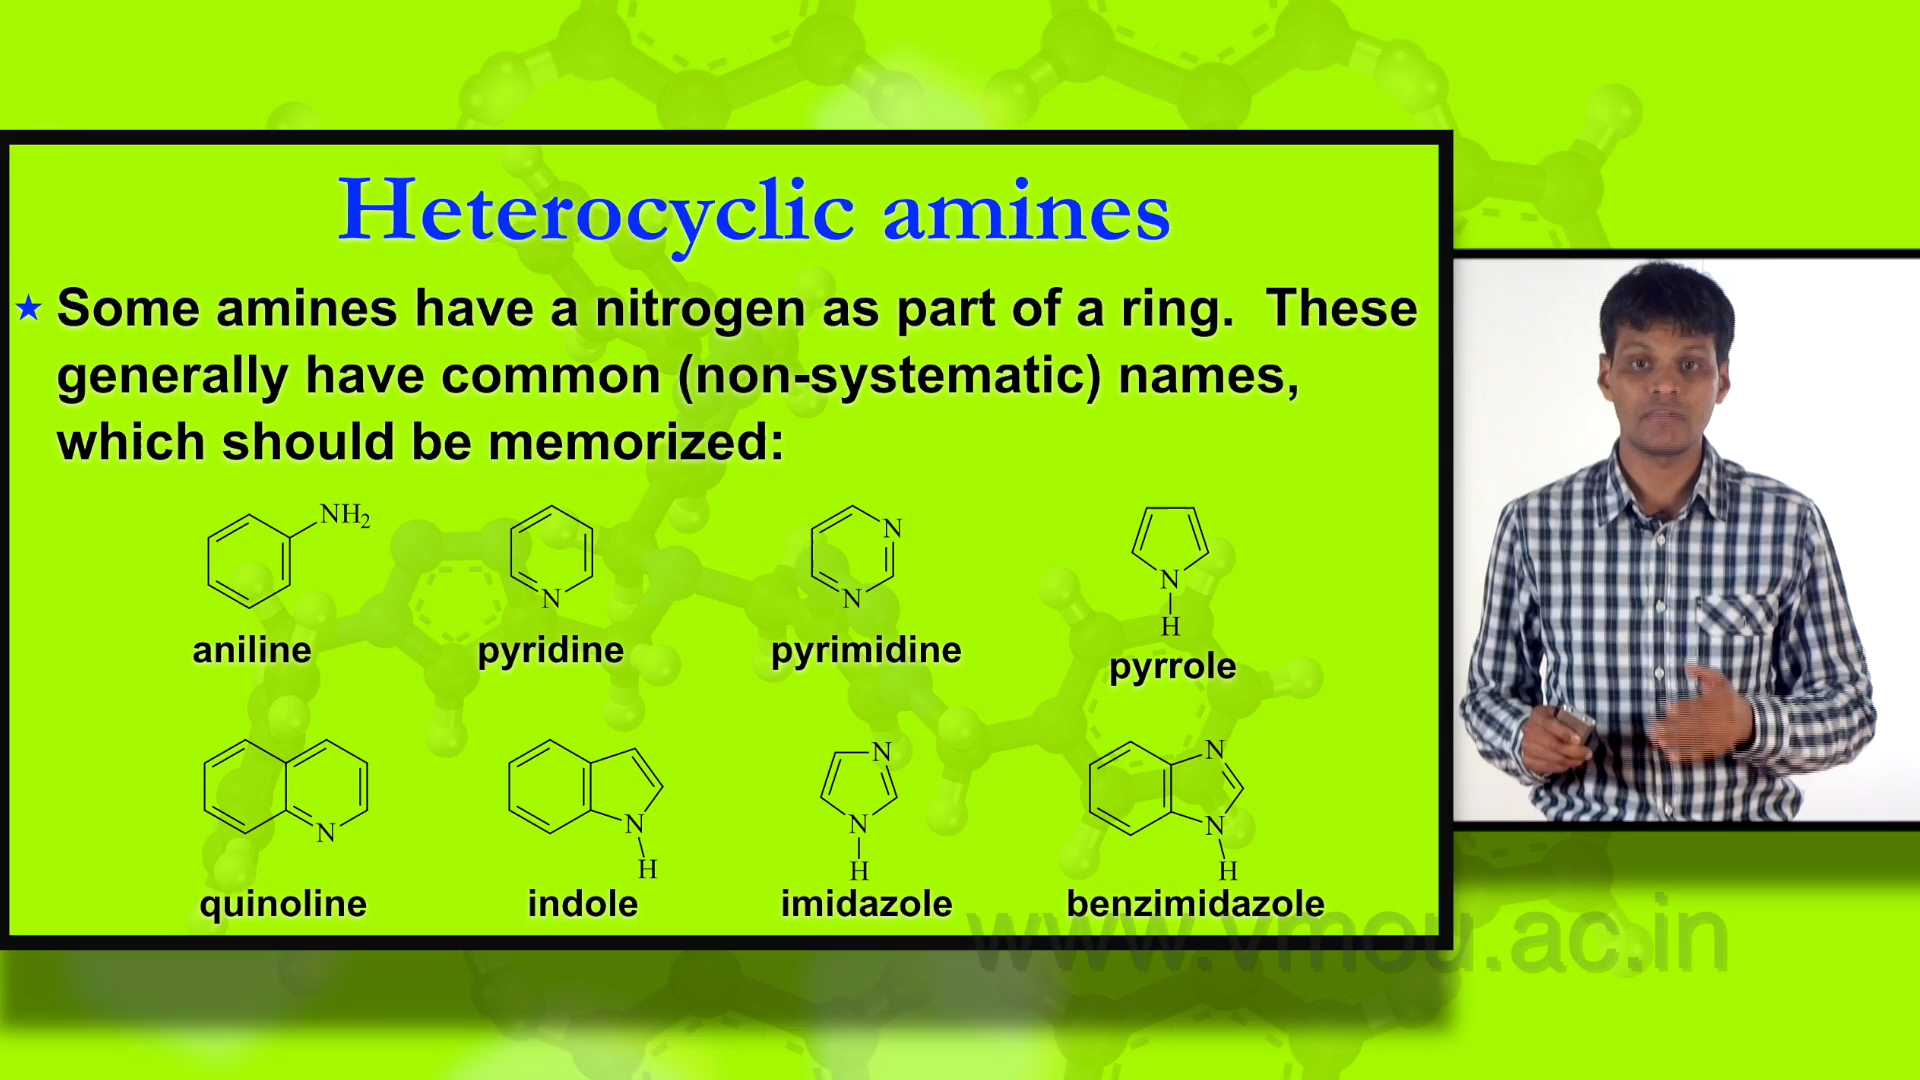 Heterocyclic amines
★ Some amines have a nitrogen as part of a ring. These
generally have common (non-systematic) names,
which should be memorized:
NH₂
N
N
N
N
H
aniline
pyridine
pyrimidine
pyrrole
N
N
H
N
N
H
N
N
H
quinoline
indole
imidazole
benzimidazole
www.vmou.ac.in